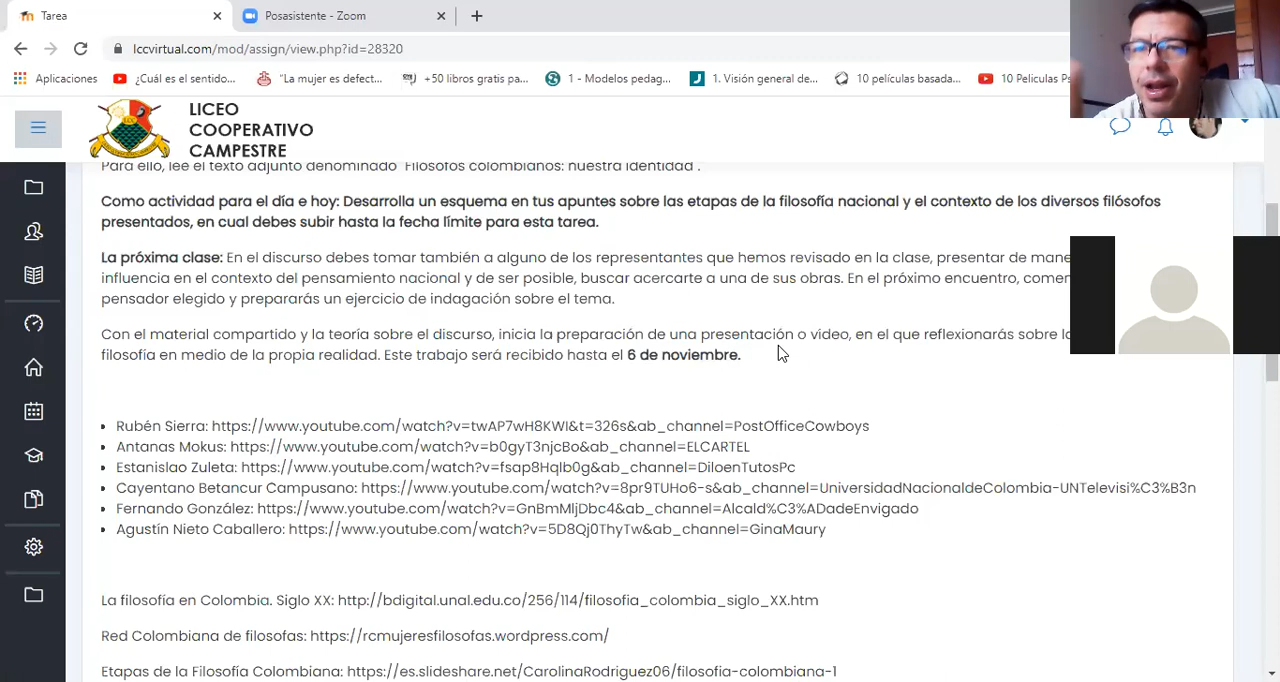 Tarea
Posasistente - Zoom
lccvirtual.com/mod/assign/view.php?id=28320
Aplicaciones
¿Cuál es el sentido...
"La mujer es defect...
+50 libros gratis pa...
1 - Modelos pedag...
1. Visión general de...
10 películas basada...
10 Peliculas Ps
LICEO
COOPERATIVO
CAMPESTRE
Para ello, lee el texto adjunto denominado "Filósofos colombianos: nuestra identidad".
Como actividad para el día e hoy: Desarrolla un esquema en tus apuntes sobre las etapas de la filosofía nacional y el contexto de los diversos filósofos
presentados, en cual debes subir hasta la fecha límite para esta tarea.
La próxima clase: En el discurso debes tomar también a alguno de los representantes que hemos revisado en la clase, presentar de mane
influencia en el contexto del pensamiento nacional y de ser posible, buscar acercarte a una de sus obras. En el próximo encuentro, comen
pensador elegido y prepararás un ejercicio de indagación sobre el tema.
Con el material compartido y la teoría sobre el discurso, inicia la preparación de una presentación o video, en el que reflexionarás sobre la
filosofía en medio de la propia realidad. Este trabajo será recibido hasta el 6 de noviembre.
Rubén Sierra: https://www.youtube.com/watch?v=twAP7wH8KWI&t=326s&ab_channel=PostOfficeCowboys
Antanas Mokus: https://www.youtube.com/watch?v=b0gyT3njcBo&ab_channel=ELCARTEL
Estanislao Zuleta: https://www.youtube.com/watch?v=fsap8HqIb0g&ab_channel=DiloenTutosPc
Cayentano Betancur Campusano: https://www.youtube.com/watch?v=8pr9TUHo6-s&ab_channel=UniversidadNacionaldeColombia-UNTelevisi%C3%B3n
Fernando González: https://www.youtube.com/watch?v=GnBmMljDbc4&ab_channel=Alcald%C3%ADadeEnvigado
Agustín Nieto Caballero: https://www.youtube.com/watch?v=5D8Qj0ThyTw&ab_channel=GinaMaury
La filosofía en Colombia. Siglo XX: http://bdigital.unal.edu.co/256/114/filosofia_colombia_siglo_XX.htm
Red Colombiana de filosofas: https://rcmujeresfilosofas.wordpress.com/
Etapas de la Filosofía Colombiana: https://es.slideshare.net/CarolinaRodriguez06/filosofia-colombiana-1